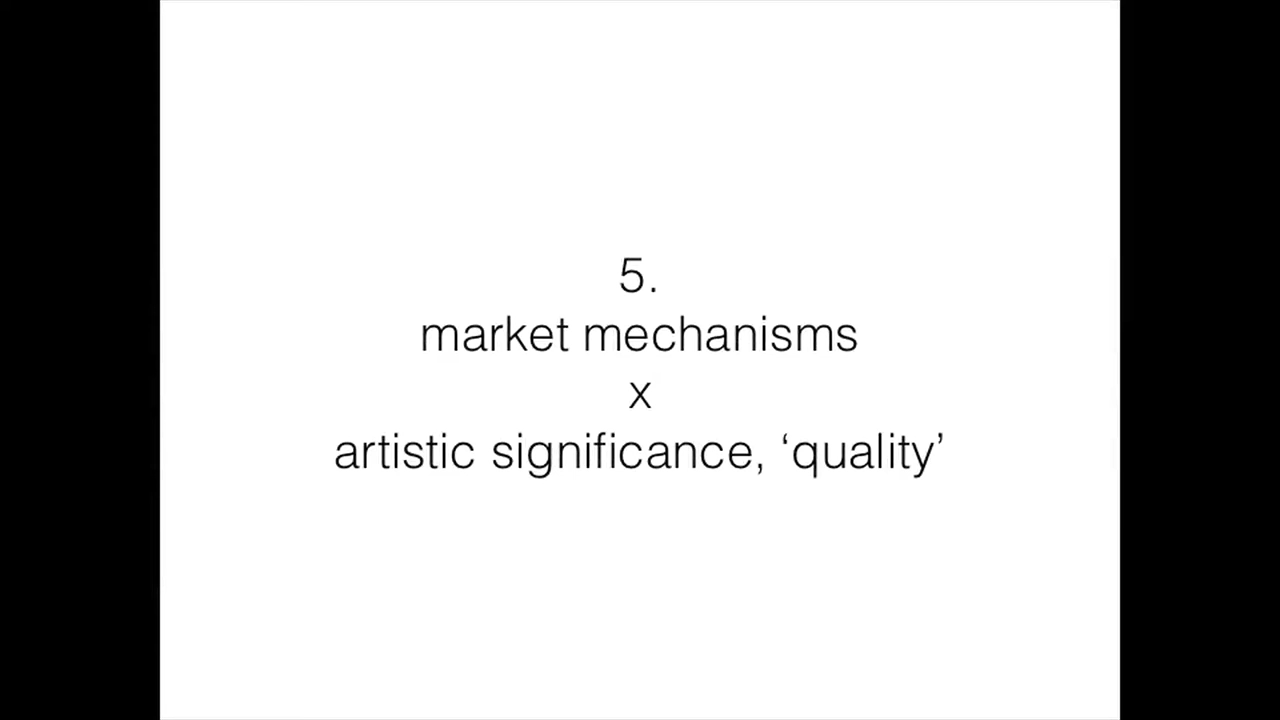 5.
market mechanisms
x
artistic significance, ‘quality’